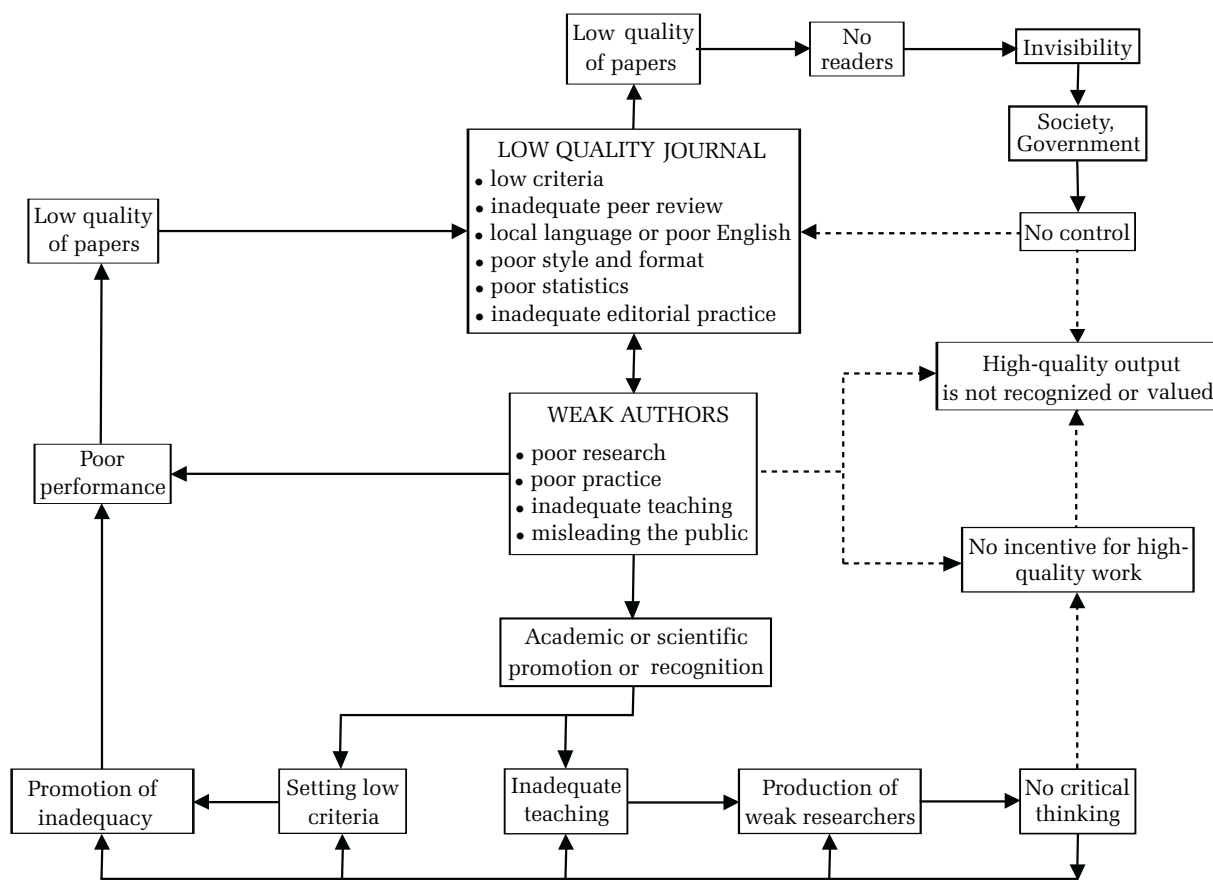 Low quality
of papers
No
readers
Invisibility
Society,
Government
LOW QUALITY JOURNAL
• low criteria
• inadequate peer review
• local language or poor English
• poor style and format
• poor statistics
• inadequate editorial practice
Low quality
of papers
No control
High-quality output
is not recognized or valued
WEAK AUTHORS
• poor research
• poor practice
• inadequate teaching
• misleading the public
Poor
performance
No incentive for high-
quality work
Academic or scientific
promotion or recognition
Promotion of
inadequacy
Setting low
criteria
Inadequate
teaching
Production of
weak researchers
No critical
thinking